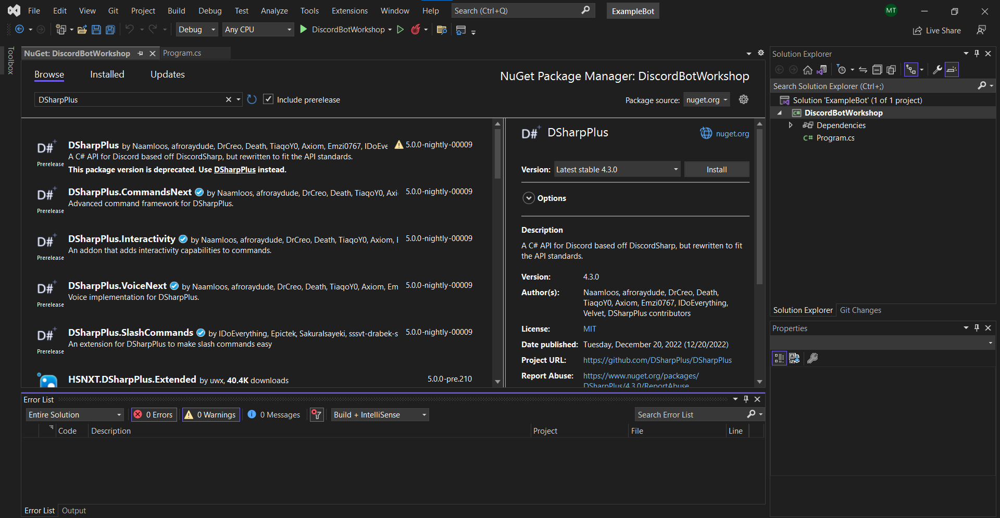 File Edit View Git Project Build Debug Test Analyze Tools Extensions Window Help Search (Ctrl+Q) ExampleBot MT
Debug Any CPU DiscordBotWorkshop Live Share
Toolbox
NuGet: DiscordBotWorkshop Program.cs
Browse Installed Updates NuGet Package Manager: DiscordBotWorkshop
DSharpPlus Include prerelease Package source: nuget.org
D#+ Prerelease
DSharpPlus by Naamloos, afroraydude, DrCreo, Death, TiaqoY0, Axiom, Emzi0767, IDoEve 5.0.0-nightly-00009
A C# API for Discord based off DiscordSharp, but rewritten to fit the API standards.
This package version is deprecated. Use DSharpPlus instead.
D#+ Prerelease
DSharpPlus.CommandsNext by Naamloos, afroraydude, DrCreo, Death, TiaqoY0, Axi 5.0.0-nightly-00009
Advanced command framework for DSharpPlus.
D#+ Prerelease
DSharpPlus.Interactivity by Naamloos, afroraydude, DrCreo, Death, TiaqoY0, Axiom, 5.0.0-nightly-00009
An addon that adds interactivity capabilities to commands.
D#+ Prerelease
DSharpPlus.VoiceNext by Naamloos, afroraydude, DrCreo, Death, TiaqoY0, Axiom, Em 5.0.0-nightly-00009
Voice implementation for DSharpPlus.
D#+ Prerelease
DSharpPlus.SlashCommands by IDoEverything, Epictek, SakuraIsayeki, sssvt-drabek-s 5.0.0-nightly-00009
An extension for DSharpPlus to make slash commands easy
HSNXT.DSharpPlus.Extended by uwx, 40.4K downloads 5.0.0-pre.210
D#+ DSharpPlus nuget.org
Version: Latest stable 4.3.0 Install
Options
Description
A C# API for Discord based off DiscordSharp, but rewritten to fit
the API standards.
Version: 4.3.0
Author(s): Naamloos, afroraydude, DrCreo, Death,
TiaqoY0, Axiom, Emzi0767, IDoEverything,
Velvet, DSharpPlus contributors
License: MIT
Date published: Tuesday, December 20, 2022 (12/20/2022)
Project URL: https://github.com/DSharpPlus/DSharpPlus
Report Abuse: https://www.nuget.org/packages/
DSharpPlus/4.3.0/ReportAbuse
Solution Explorer
Search Solution Explorer (Ctrl+;)
Solution 'ExampleBot' (1 of 1 project)
C# DiscordBotWorkshop
Dependencies
C# Program.cs
Solution Explorer Git Changes
Properties
Error List
Entire Solution 0 Errors 0 Warnings 0 Messages Build + IntelliSense Search Error List
Code Description Project File Line
Error List Output